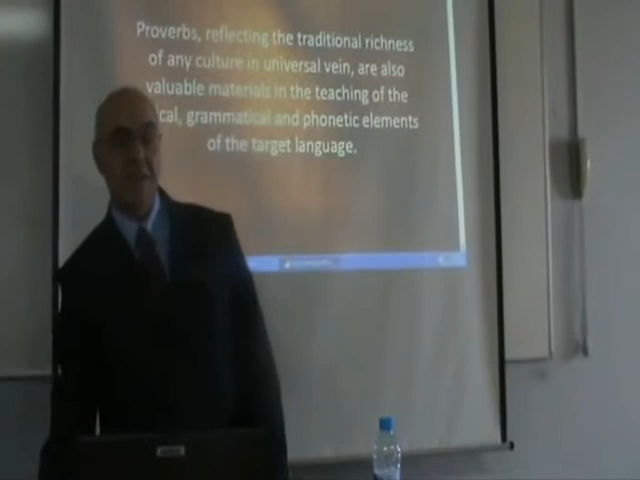 Proverbs, reflecting the traditional richness
of any culture in universal vein, are also
valuable materials in the teaching of the
ical, grammatical and phonetic elements
of the target language.